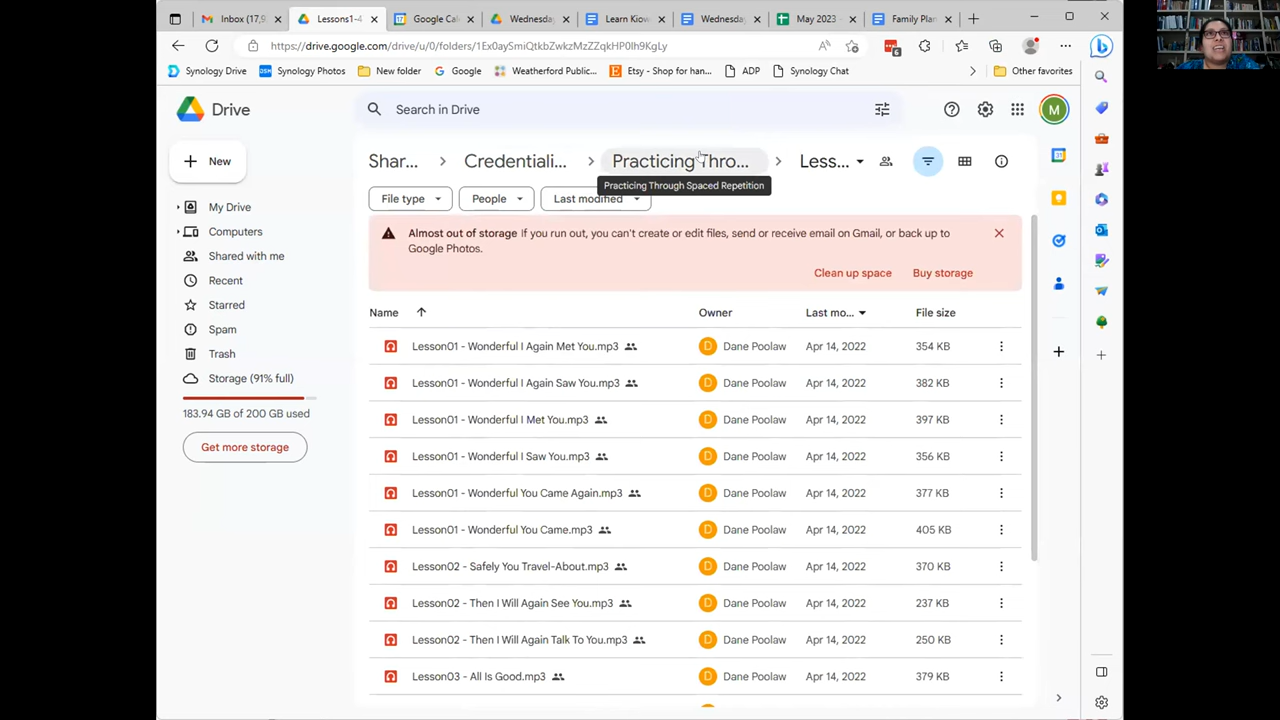 Inbox (17,9
Lessons1-4
Google Cal
Wednesday
Learn Kiow
Wednesday
May 2023 -
Family Plan
https://drive.google.com/drive/u/0/folders/1Ex0aySmiQtkbZwkzMzZZqkHP0Ih9KgLy
6
Synology Drive
DSM Synology Photos
New folder
Google
Weatherford Public...
Etsy - Shop for han...
ADP
Synology Chat
Other favorites
Drive
Search in Drive
M
New
Shar... > Credentiali... > Practicing Thro... > Less...
Practicing Through Spaced Repetition
File type
People
Last modified
My Drive
Computers
Shared with me
Recent
Starred
Spam
Trash
Storage (91% full)
183.94 GB of 200 GB used
Get more storage
Almost out of storage If you run out, you can't create or edit files, send or receive email on Gmail, or back up to
Google Photos.
Clean up space
Buy storage
Name Owner Last mo... File size
Lesson01 - Wonderful I Again Met You.mp3 D Dane Poolaw Apr 14, 2022 354 KB
Lesson01 - Wonderful I Again Saw You.mp3 D Dane Poolaw Apr 14, 2022 382 KB
Lesson01 - Wonderful I Met You.mp3 D Dane Poolaw Apr 14, 2022 397 KB
Lesson01 - Wonderful I Saw You.mp3 D Dane Poolaw Apr 14, 2022 356 KB
Lesson01 - Wonderful You Came Again.mp3 D Dane Poolaw Apr 14, 2022 377 KB
Lesson01 - Wonderful You Came.mp3 D Dane Poolaw Apr 14, 2022 405 KB
Lesson02 - Safely You Travel-About.mp3 D Dane Poolaw Apr 14, 2022 370 KB
Lesson02 - Then I Will Again See You.mp3 D Dane Poolaw Apr 14, 2022 237 KB
Lesson02 - Then I Will Again Talk To You.mp3 D Dane Poolaw Apr 14, 2022 250 KB
Lesson03 - All Is Good.mp3 D Dane Poolaw Apr 14, 2022 379 KB